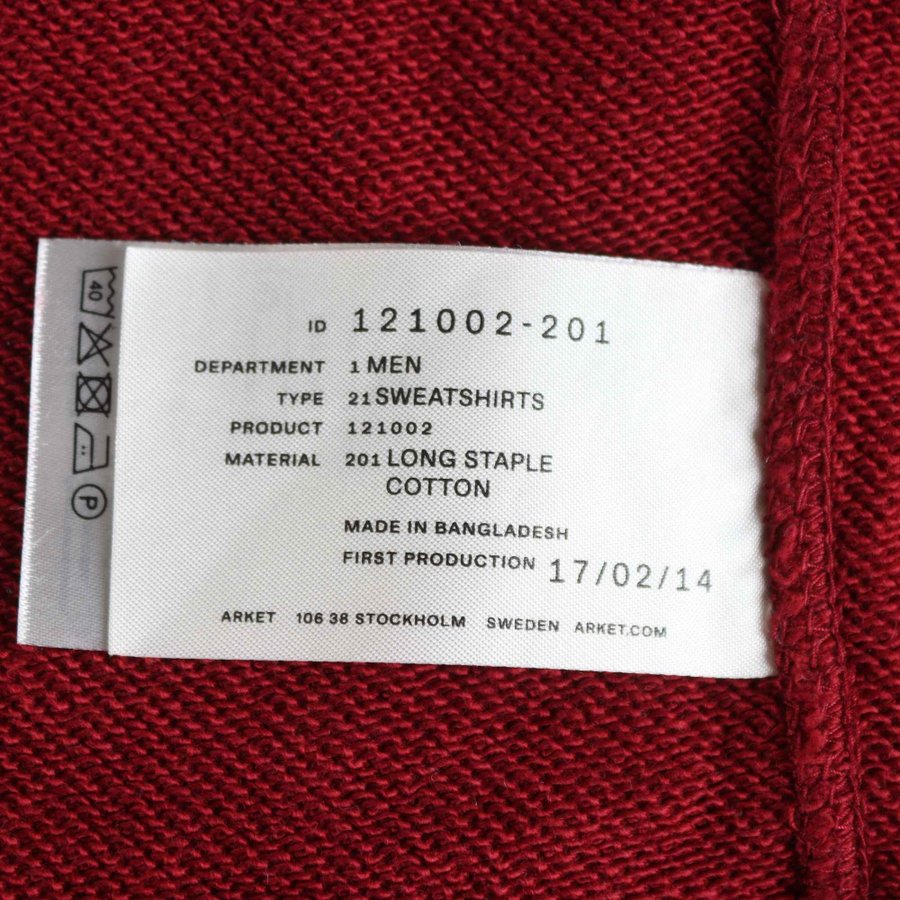 ID 121002-201
DEPARTMENT 1 MEN
TYPE 21 SWEATSHIRTS
PRODUCT 121002
MATERIAL 201 LONG STAPLE
COTTON
MADE IN BANGLADESH
FIRST PRODUCTION 17/02/14
ARKET 106 38 STOCKHOLM SWEDEN ARKET.COM
40
P